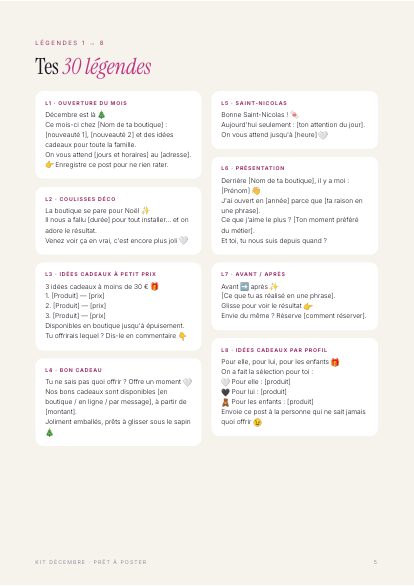 LÉGENDES 1 → 8
Tes 30 légendes
L1 · OUVERTURE DU MOIS
Décembre est là 🎄
Ce mois-ci chez [Nom de ta boutique] :
[nouveauté 1], [nouveauté 2] et des idées
cadeaux pour toute la famille.
On vous attend [jours et horaires] au [adresse].
👉 Enregistre ce post pour ne rien rater.
L2 · COULISSES DÉCO
La boutique se pare pour Noël ✨
Il nous a fallu [durée] pour tout installer… et on
adore le résultat.
Venez voir ça en vrai, c'est encore plus joli 🤍
L3 · IDÉES CADEAUX À PETIT PRIX
3 idées cadeaux à moins de 30 € 🎁
1. [Produit] — [prix]
2. [Produit] — [prix]
3. [Produit] — [prix]
Disponibles en boutique jusqu'à épuisement.
Tu offrirais lequel ? Dis-le en commentaire 👇
L4 · BON CADEAU
Tu ne sais pas quoi offrir ? Offre un moment 🤍
Nos bons cadeaux sont disponibles [en
boutique / en ligne / par message], à partir de
[montant].
Joliment emballés, prêts à glisser sous le sapin
🎄
L5 · SAINT-NICOLAS
Bonne Saint-Nicolas ! 🍬
Aujourd'hui seulement : [ton attention du jour].
On vous attend jusqu'à [heure] 🤍
L6 · PRÉSENTATION
Derrière [Nom de ta boutique], il y a moi :
[Prénom] 👋
J'ai ouvert en [année] parce que [ta raison en
une phrase].
Ce que j'aime le plus ? [Ton moment préféré
du métier].
Et toi, tu nous suis depuis quand ?
L7 · AVANT / APRÈS
Avant ➡️ après ✨
[Ce que tu as réalisé en une phrase].
Glisse pour voir le résultat 👉
Envie du même ? Réserve [comment réserver].
L8 · IDÉES CADEAUX PAR PROFIL
Pour elle, pour lui, pour les enfants 🎁
On a fait la sélection pour toi :
🤍 Pour elle : [produit]
🖤 Pour lui : [produit]
🧸 Pour les enfants : [produit]
Envoie ce post à la personne qui ne sait jamais
quoi offrir 😉
KIT DÉCEMBRE · PRÊT À POSTER
5